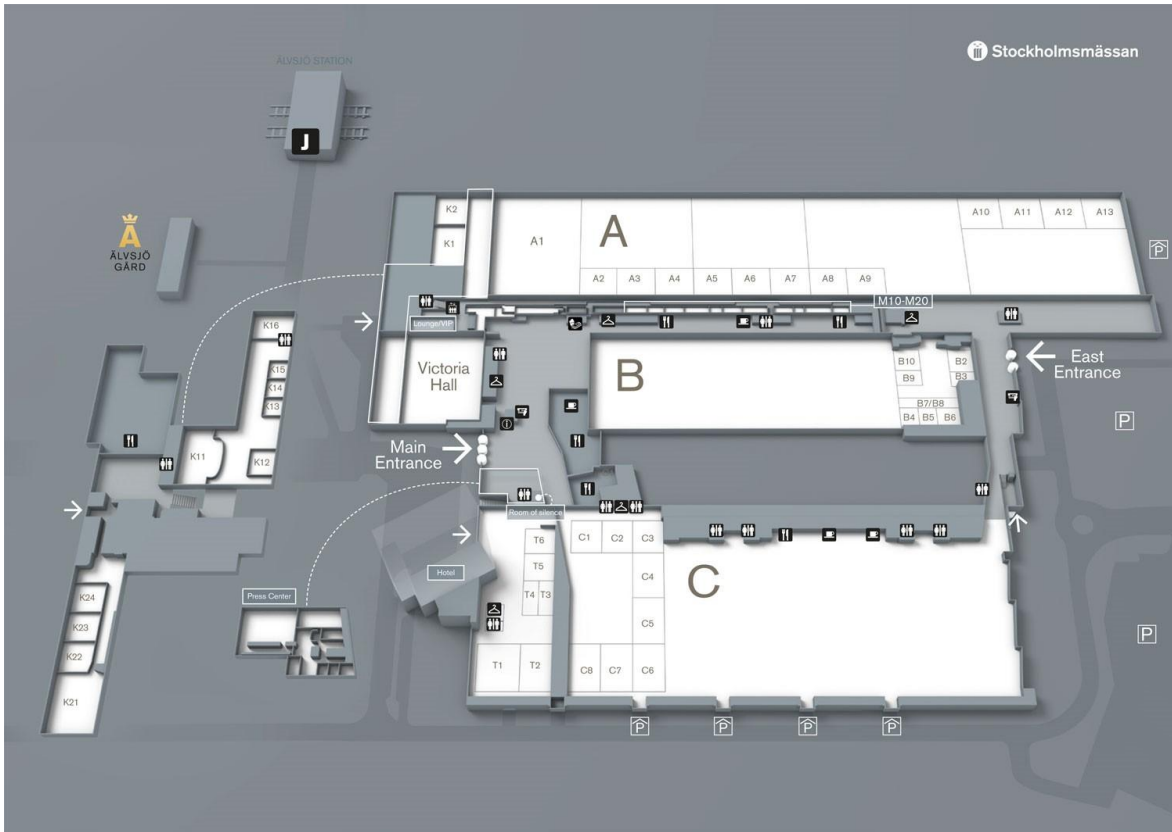 Stockholmsmässan
ÄLVSJÖ STATION
J
A
ÄLVSJÖ
GÅRD
K2
K1
A1
A
A10
A11
A12
A13
P
A2
A3
A4
A5
A6
A7
A8
A9
M10-M20
Lounge/VIP
K16
K15
K14
K13
K11
K12
Victoria
Hall
B
B10
B2
B9
B3
B7/B8
B4
B5
B6
East
Entrance
P
Main
Entrance
i
Room of silence
Hotel
Press Center
T6
T5
T4
T3
T1
T2
C1
C2
C3
C4
C5
C6
C7
C8
C
K24
K23
K22
K21
P
P
P
P
P